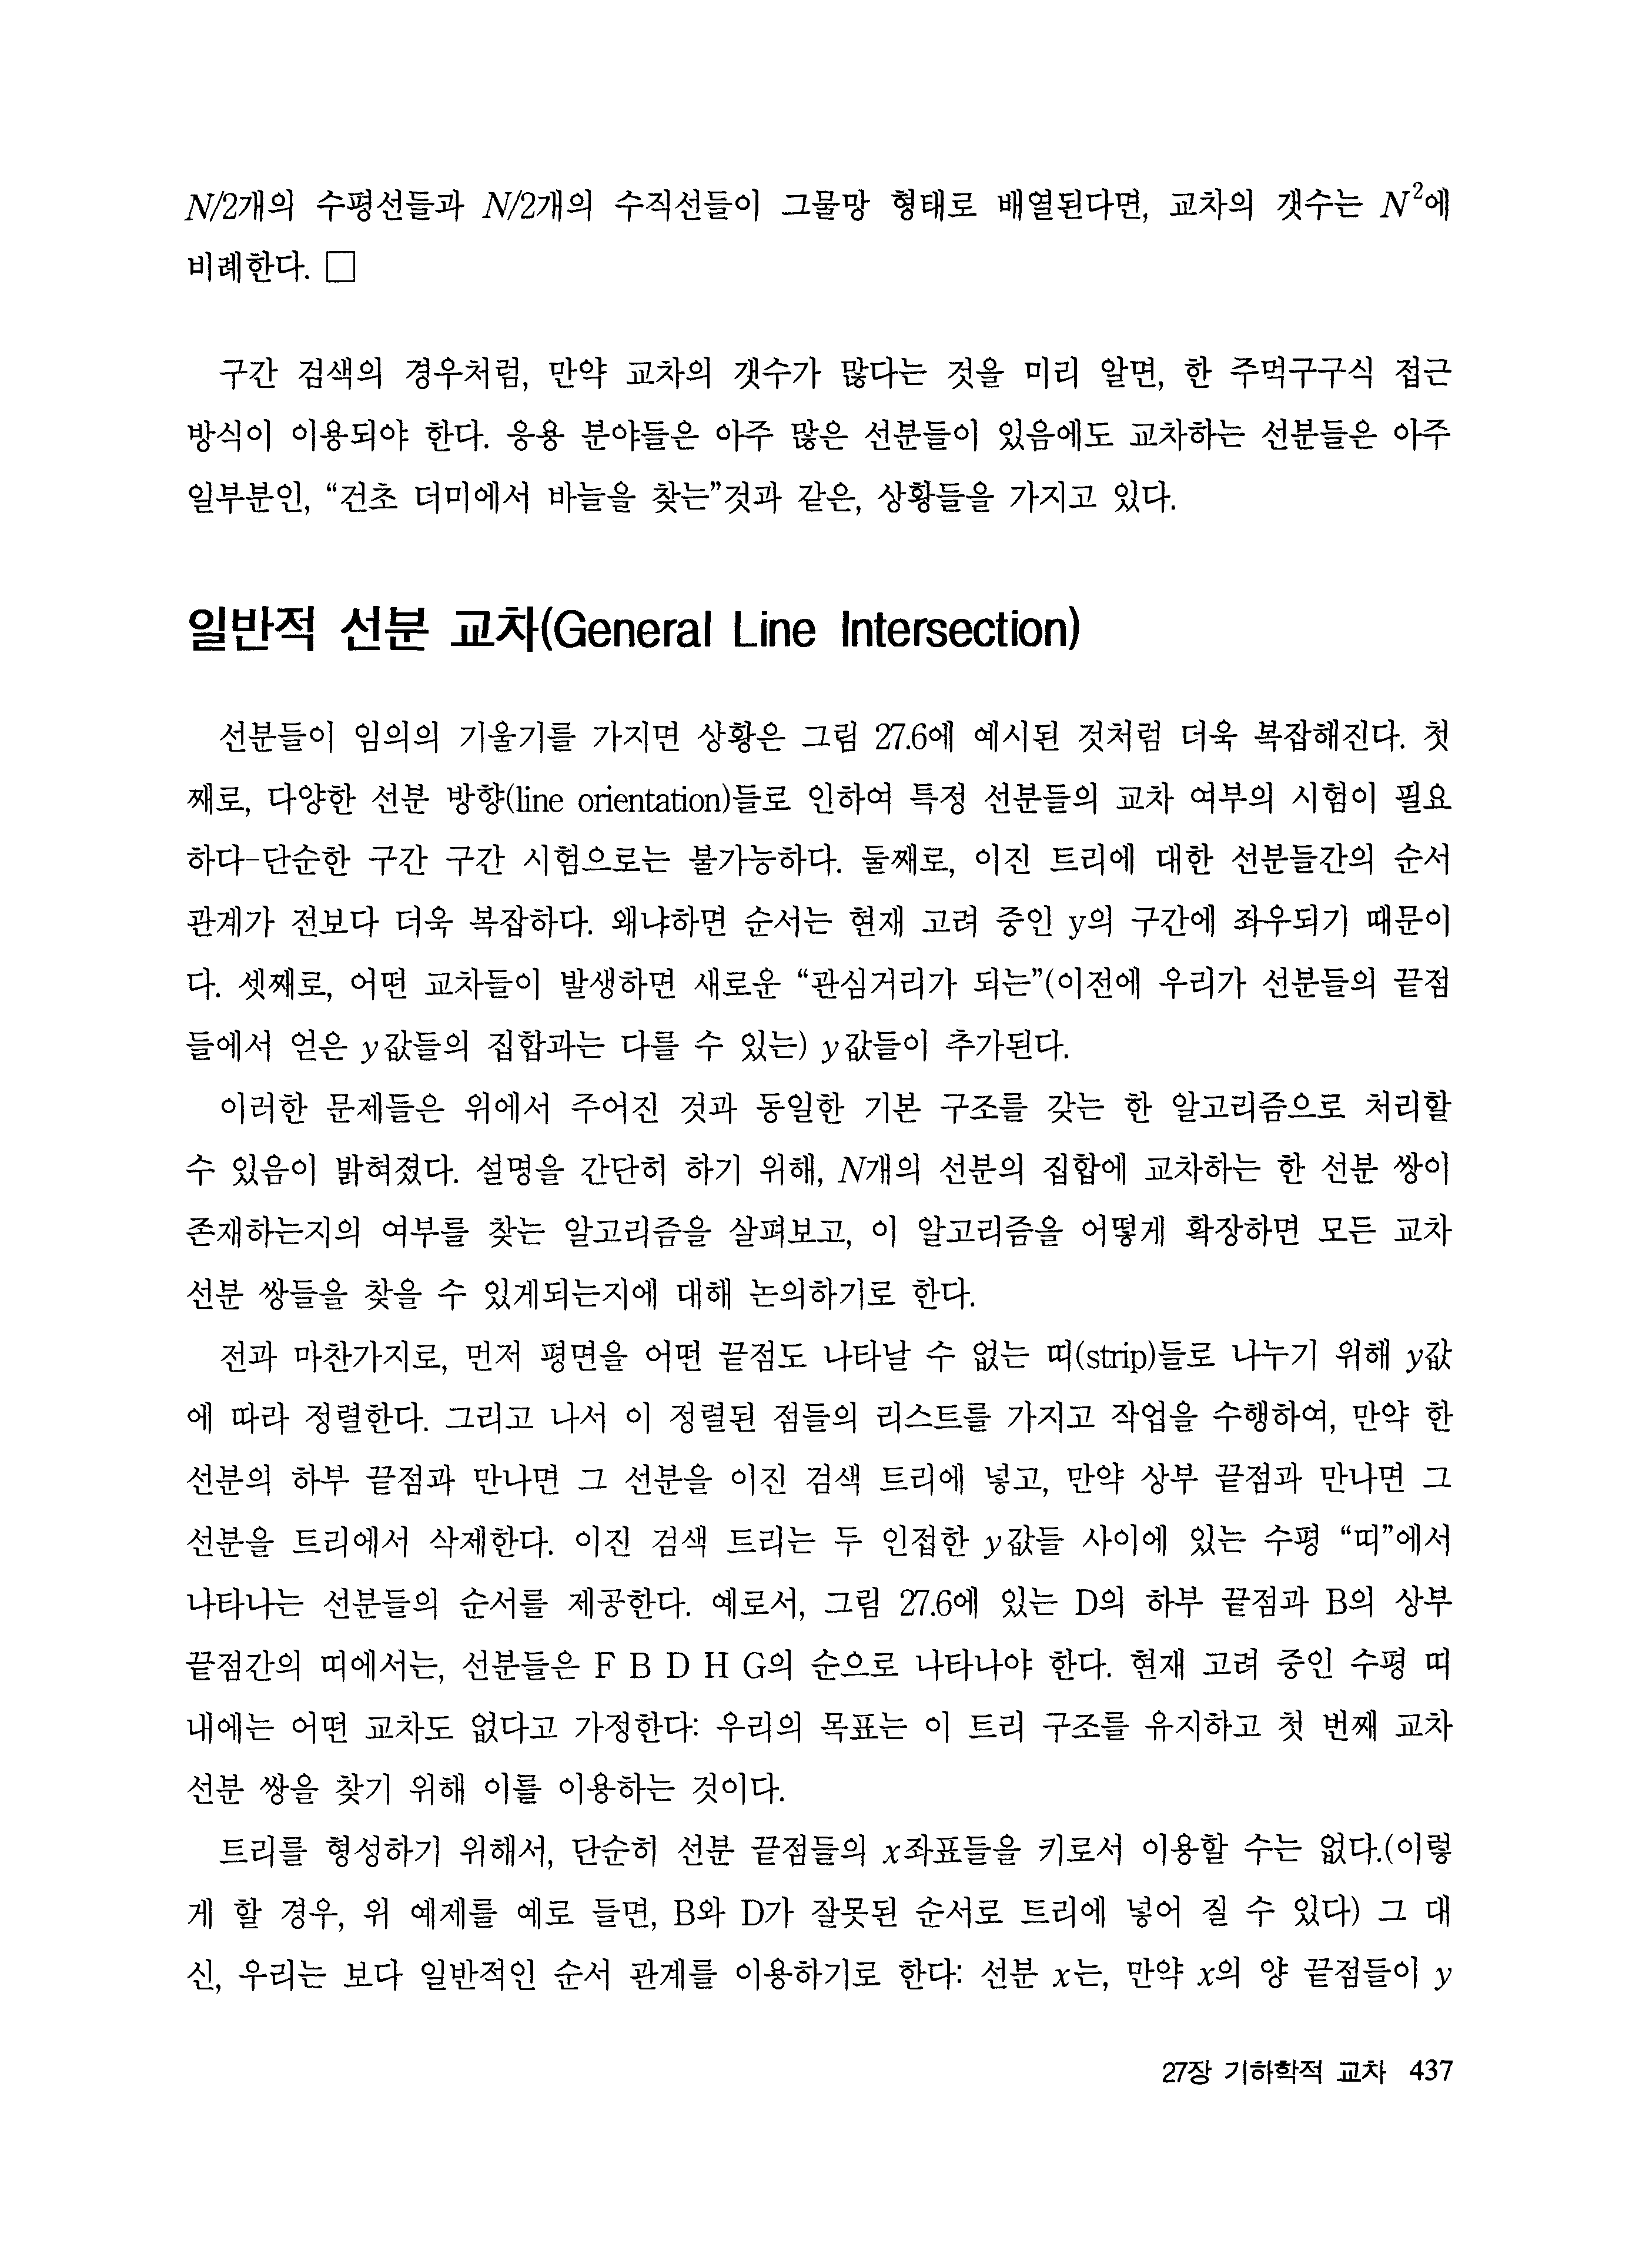 N/2개의 수평선들과 N/2개의 수직선들이 그물망 형태로 배열된다면, 교차의 갯수는 N²에
비례한다. □
구간 검색의 경우처럼, 만약 교차의 갯수가 많다는 것을 미리 알면, 한 주먹구구식 접근
방식이 이용되야 한다. 응용 분야들은 아주 많은 선분들이 있음에도 교차하는 선분들은 아주
일부분인, “건초 더미에서 바늘을 찾는”것과 같은, 상황들을 가지고 있다.
일반적 선분 교차(General Line Intersection)
선분들이 임의의 기울기를 가지면 상황은 그림 27.6에 예시된 것처럼 더욱 복잡해진다. 첫
째로, 다양한 선분 방향(line orientation)들로 인하여 특정 선분들의 교차 여부의 시험이 필요
하다-단순한 구간 구간 시험으로는 불가능하다. 둘째로, 이진 트리에 대한 선분들간의 순서
관계가 전보다 더욱 복잡하다. 왜냐하면 순서는 현재 고려 중인 y의 구간에 좌우되기 때문이
다. 셋째로, 어떤 교차들이 발생하면 새로운 “관심거리가 되는”(이전에 우리가 선분들의 끝점
들에서 얻은 y값들의 집합과는 다를 수 있는) y값들이 추가된다.
이러한 문제들은 위에서 주어진 것과 동일한 기본 구조를 갖는 한 알고리즘으로 처리할
수 있음이 밝혀졌다. 설명을 간단히 하기 위해, N개의 선분의 집합에 교차하는 한 선분 쌍이
존재하는지의 여부를 찾는 알고리즘을 살펴보고, 이 알고리즘을 어떻게 확장하면 모든 교차
선분 쌍들을 찾을 수 있게되는지에 대해 논의하기로 한다.
전과 마찬가지로, 먼저 평면을 어떤 끝점도 나타날 수 없는 띠(strip)들로 나누기 위해 y값
에 따라 정렬한다. 그리고 나서 이 정렬된 점들의 리스트를 가지고 작업을 수행하여, 만약 한
선분의 하부 끝점과 만나면 그 선분을 이진 검색 트리에 넣고, 만약 상부 끝점과 만나면 그
선분을 트리에서 삭제한다. 이진 검색 트리는 두 인접한 y값들 사이에 있는 수평 “띠”에서
나타나는 선분들의 순서를 제공한다. 예로서, 그림 27.6에 있는 D의 하부 끝점과 B의 상부
끝점간의 띠에서는, 선분들은 F B D H G의 순으로 나타나야 한다. 현재 고려 중인 수평 띠
내에는 어떤 교차도 없다고 가정한다: 우리의 목표는 이 트리 구조를 유지하고 첫 번째 교차
선분 쌍을 찾기 위해 이를 이용하는 것이다.
트리를 형성하기 위해서, 단순히 선분 끝점들의 x좌표들을 키로서 이용할 수는 없다.(이렇
게 할 경우, 위 예제를 예로 들면, B와 D가 잘못된 순서로 트리에 넣어 질 수 있다) 그 대
신, 우리는 보다 일반적인 순서 관계를 이용하기로 한다: 선분 x는, 만약 x의 양 끝점들이 y
27장 기하학적 교차 437